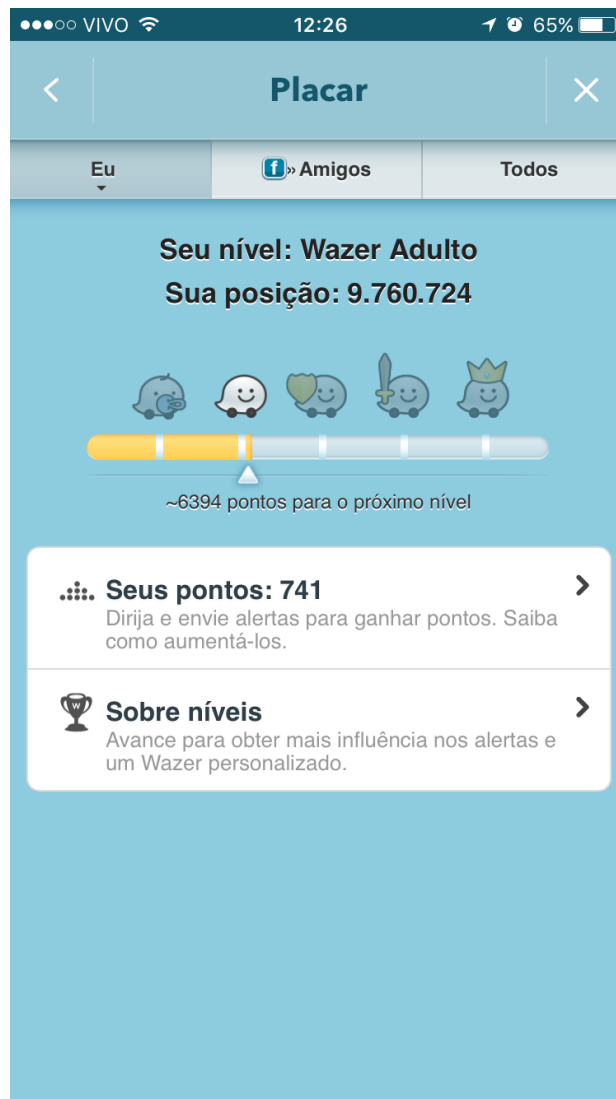 VIVO 12:26 65%
Placar
Eu
f» Amigos
Todos
Seu nível: Wazer Adulto
Sua posição: 9.760.724
~6394 pontos para o próximo nível
Seus pontos: 741
Dirija e envie alertas para ganhar pontos. Saiba
como aumentá-los.
W
Sobre níveis
Avance para obter mais influência nos alertas e
um Wazer personalizado.